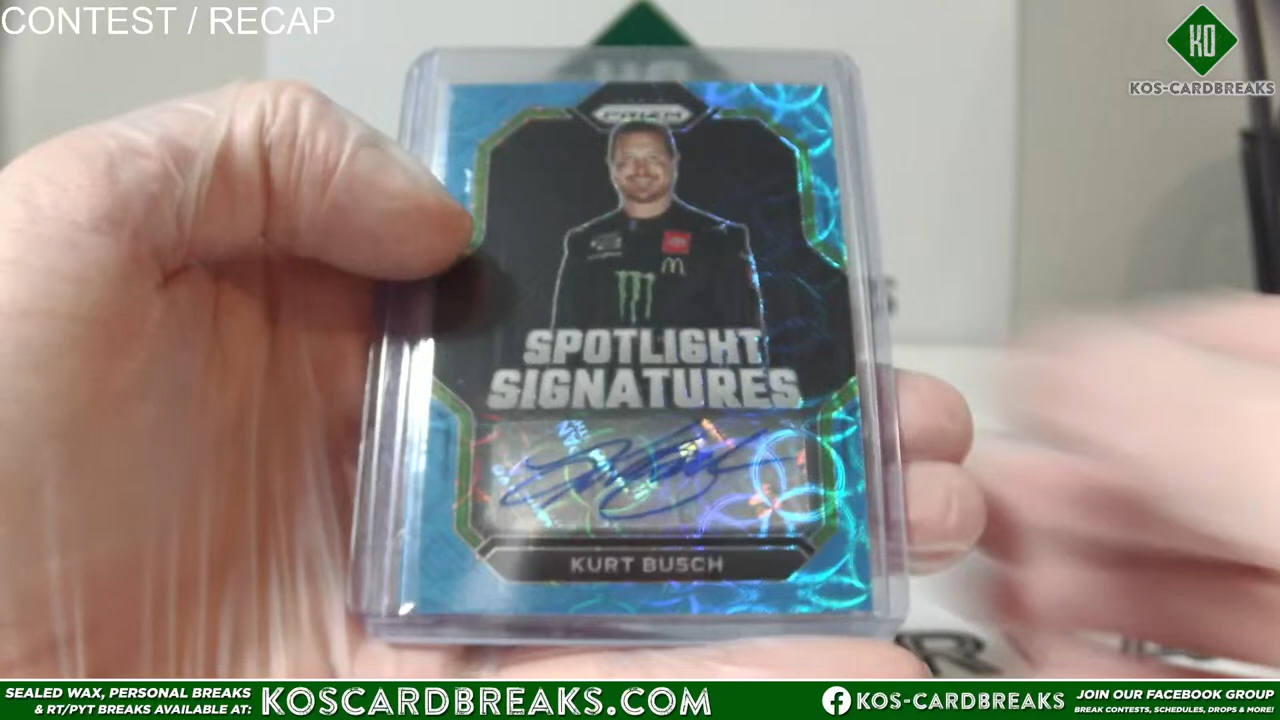 CONTEST / RECAP
KO
KOS-CARDBREAKS
PRIZM
SPOTLIGHT
SIGNATURES
KURT BUSCH
SEALED WAX, PERSONAL BREAKS
& RT/PYT BREAKS AVAILABLE AT:
KOSCARDBREAKS.COM
KOS-CARDBREAKS
JOIN OUR FACEBOOK GROUP
BREAK CONTESTS, SCHEDULES, DROPS & MORE!